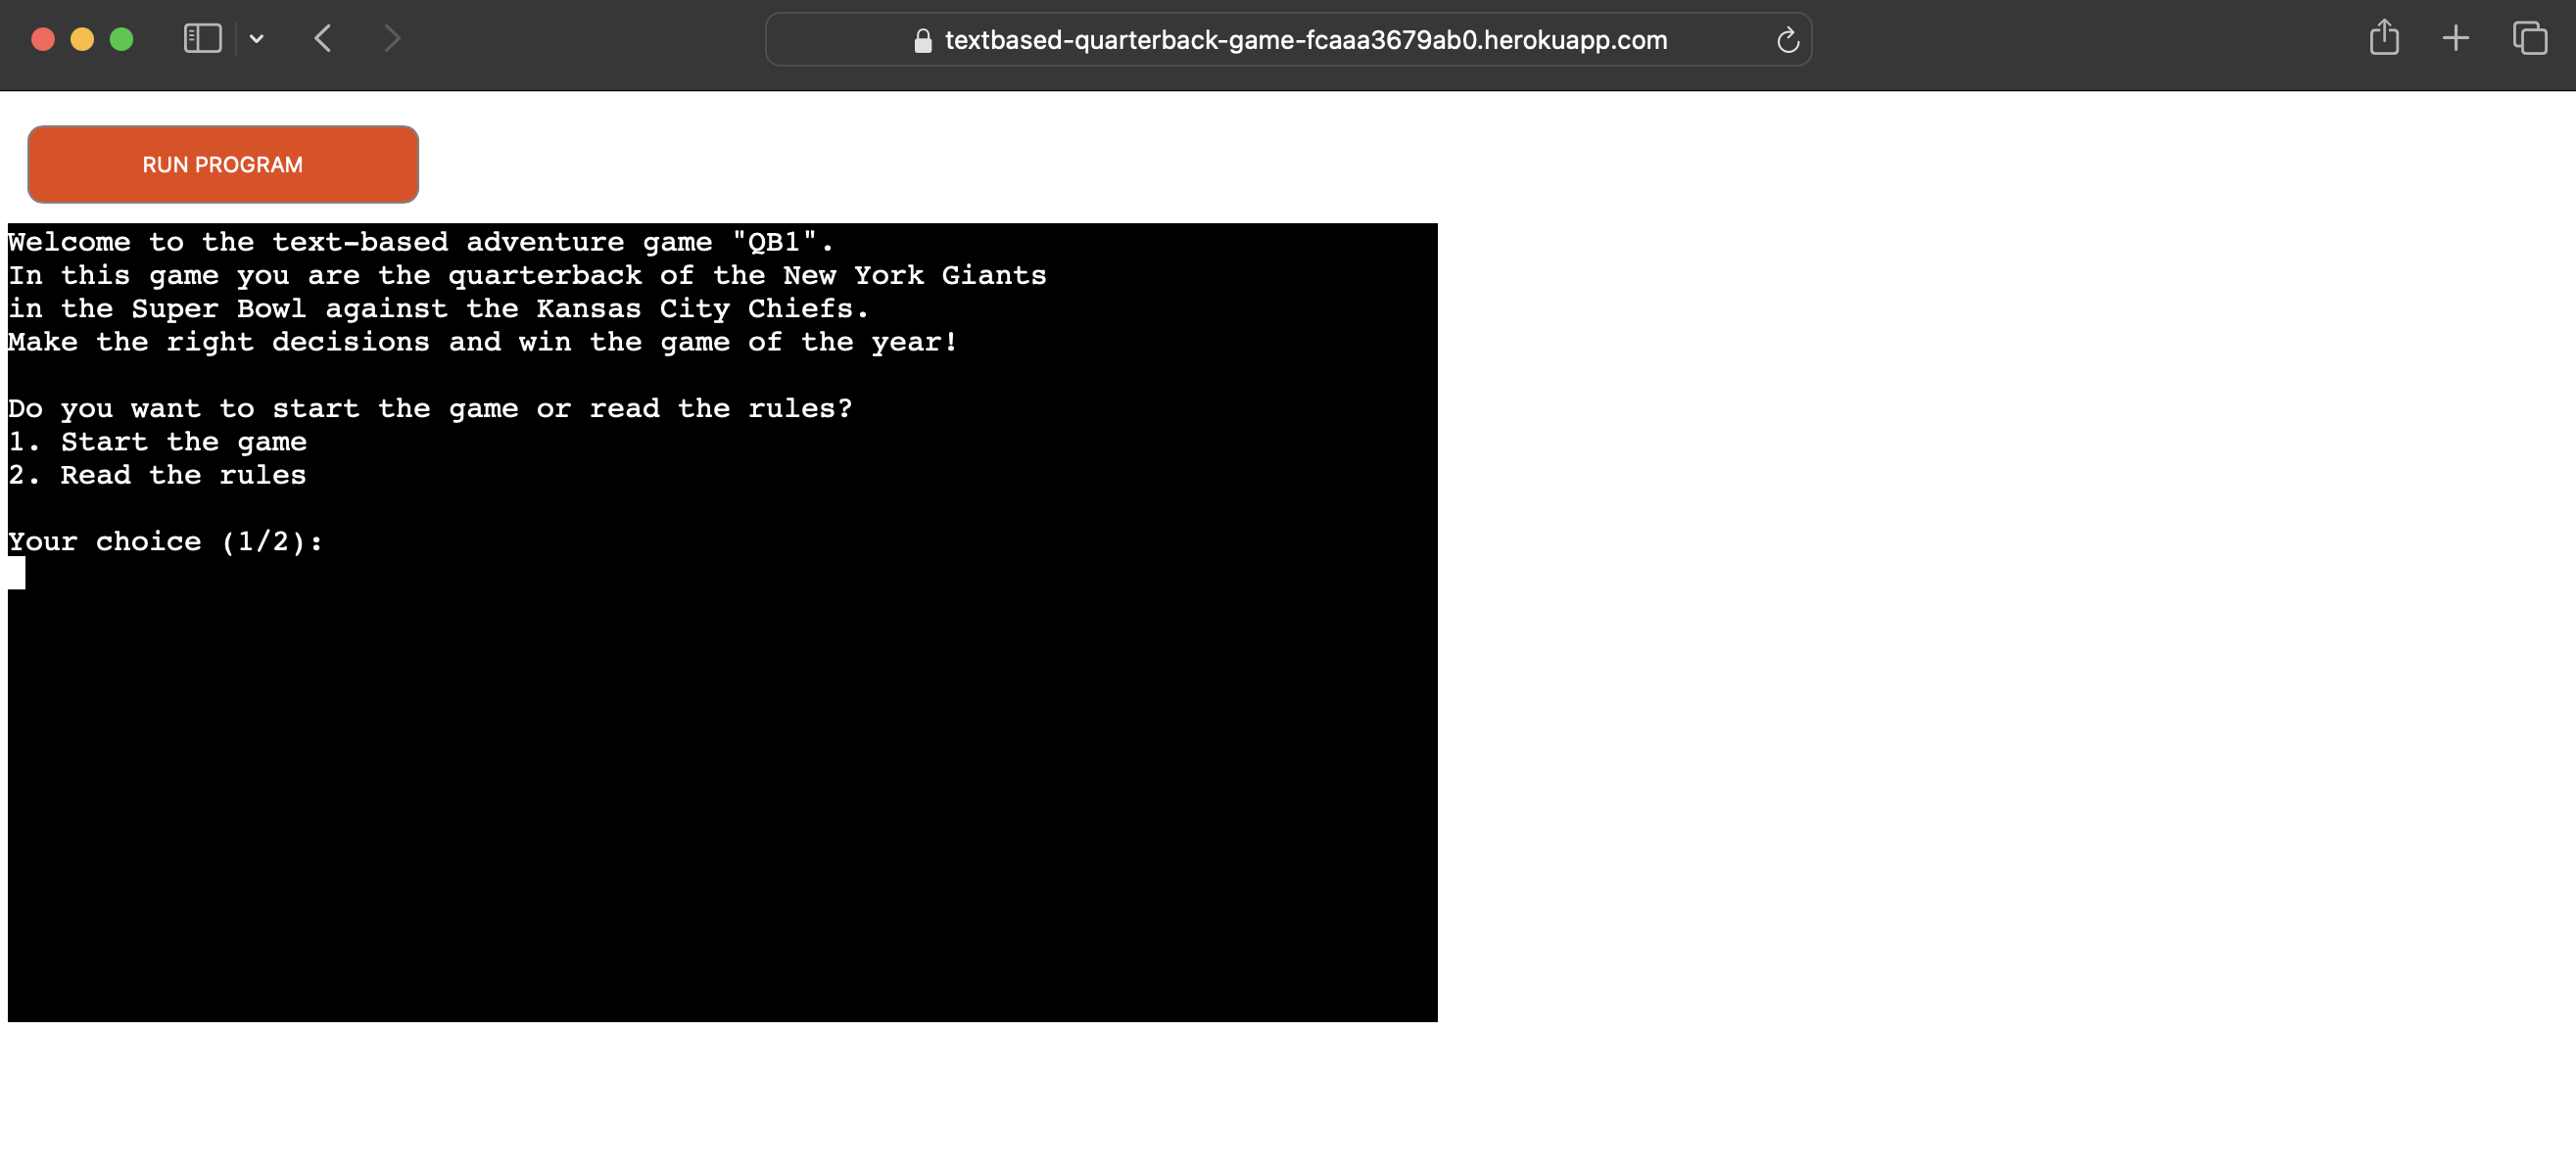 textbased-quarterback-game-fcaaa3679ab0.herokuapp.com
RUN PROGRAM
Welcome to the text-based adventure game "QB1".
In this game you are the quarterback of the New York Giants
in the Super Bowl against the Kansas City Chiefs.
Make the right decisions and win the game of the year!
Do you want to start the game or read the rules?
1. Start the game
2. Read the rules
Your choice (1/2):